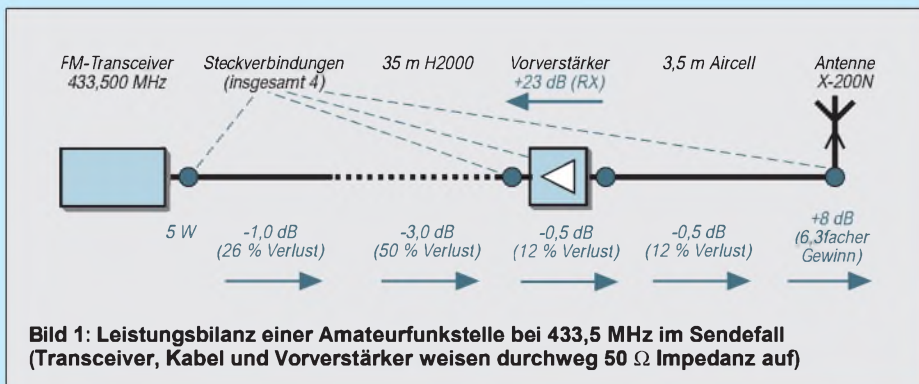 FM-Transceiver
433,500 MHz
Steckverbindungen
(insgesamt 4)
35 m H2000
Vorverstärker
+23 dB (RX)
3,5 m Aircell
Antenne
X-200N
5 W
-1,0 dB
(26 % Verlust)
-3,0 dB
(50 % Verlust)
-0,5 dB
(12 % Verlust)
-0,5 dB
(12 % Verlust)
+8 dB
(6,3facher
Gewinn)
Bild 1: Leistungsbilanz einer Amateurfunkstelle bei 433,5 MHz im Sendefall
(Transceiver, Kabel und Vorverstärker weisen durchweg 50 Ω Impedanz auf)